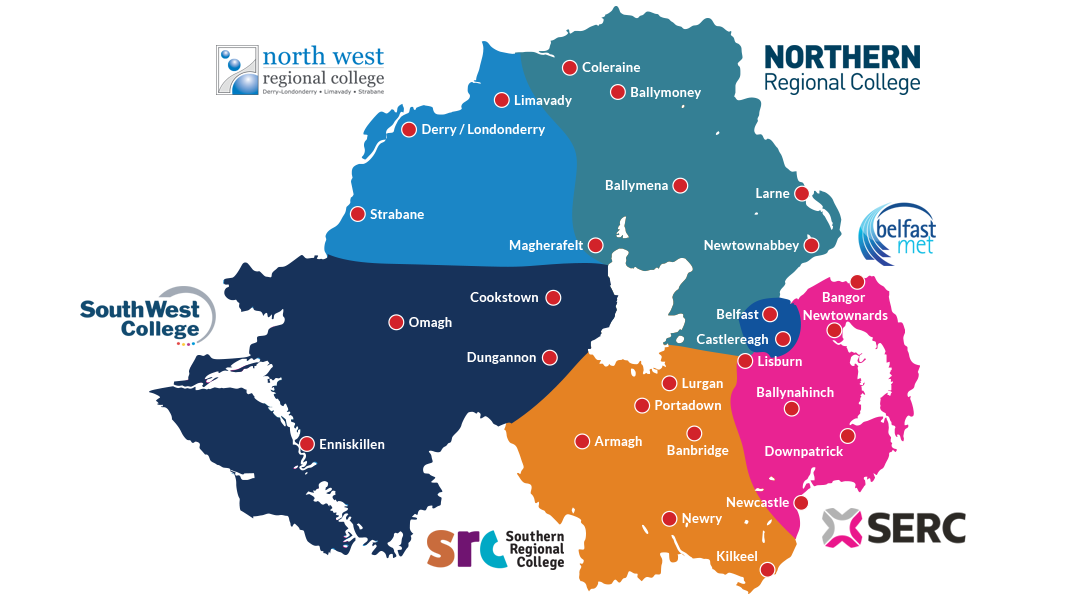 north west
regional college
Derry-Londonderry • Limavady • Strabane
NORTHERN
Regional College
Coleraine
Ballymoney
Limavady
Derry / Londonderry
Ballymena
Larne
Strabane
Magherafelt
Newtownabbey
belfast
met
SouthWest
College
Cookstown
Omagh
Dungannon
Enniskillen
Belfast
Castlereagh
Bangor
Newtownards
Lisburn
Ballynahinch
Downpatrick
Newcastle
Lurgan
Portadown
Armagh
Banbridge
Newry
Kilkeel
src
Southern
Regional
College
SERC